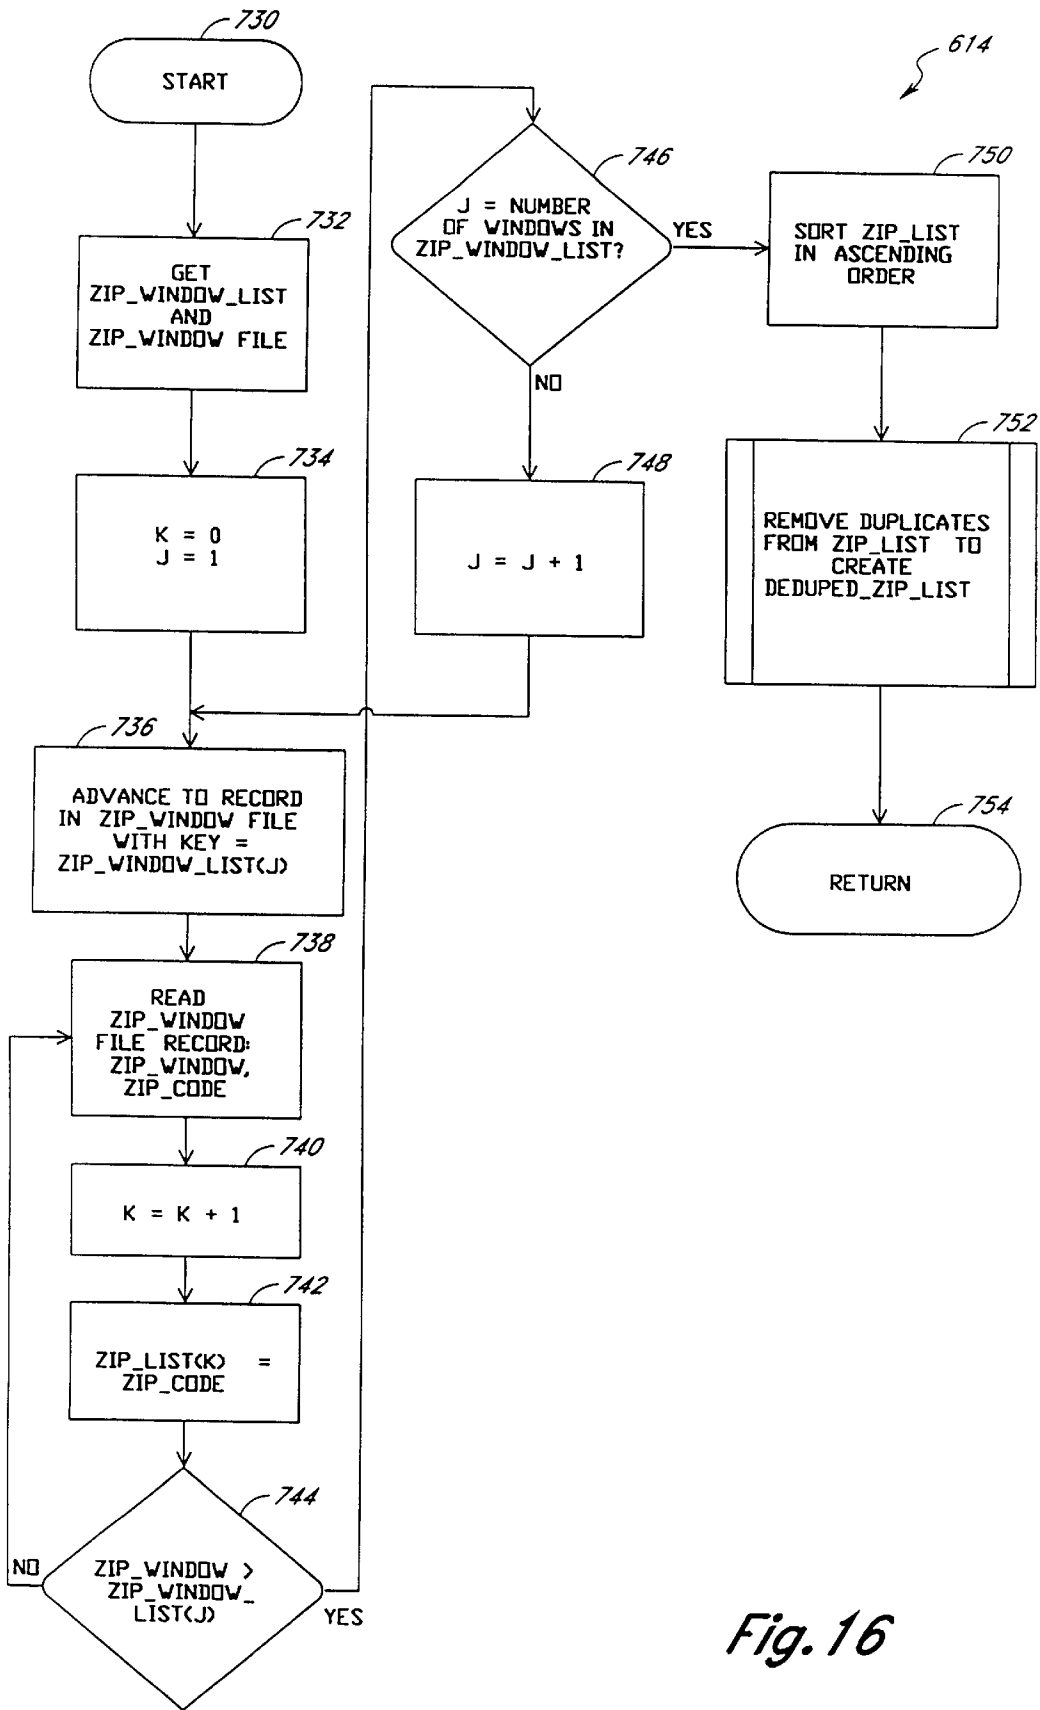 730
START
732
GET
ZIP_WINDOW_LIST
AND
ZIP_WINDOW FILE
734
K = 0
J = 1
736
ADVANCE TO RECORD
IN ZIP_WINDOW FILE
WITH KEY =
ZIP_WINDOW_LIST(J)
738
READ
ZIP_WINDOW
FILE RECORD:
ZIP_WINDOW,
ZIP_CODE
740
K = K + 1
742
ZIP_LIST(K) =
ZIP_CODE
744
ZIP_WINDOW >
ZIP_WINDOW_
LIST(J)
NO
YES
746
J = NUMBER
OF WINDOWS IN
ZIP_WINDOW_LIST?
YES
NO
748
J = J + 1
614
750
SORT ZIP_LIST
IN ASCENDING
ORDER
752
REMOVE DUPLICATES
FROM ZIP_LIST TO
CREATE
DEDUPED_ZIP_LIST
754
RETURN
Fig. 16